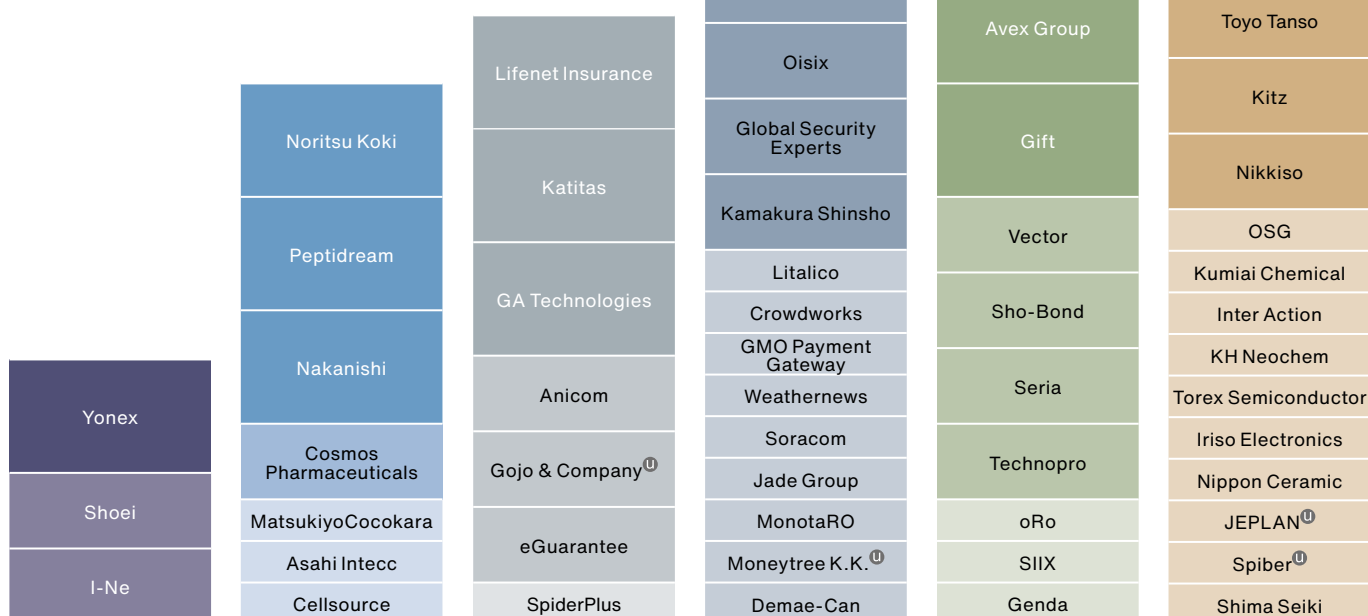 Yonex
Shoei
I-Ne
Noritsu Koki
Peptidream
Nakanishi
Cosmos
Pharmaceuticals
MatsukiyoCocokara
Asahi Intecc
Cellsource
Lifenet Insurance
Katitas
GA Technologies
Anicom
Gojo & Company U
eGuarantee
SpiderPlus
Oisix
Global Security
Experts
Kamakura Shinsho
Litalico
Crowdworks
GMO Payment
Gateway
Weathernews
Soracom
Jade Group
MonotaRO
Moneytree K.K. U
Demae-Can
Avex Group
Gift
Vector
Sho-Bond
Seria
Technopro
oRo
SIIX
Genda
Toyo Tanso
Kitz
Nikkiso
OSG
Kumiai Chemical
Inter Action
KH Neochem
Torex Semiconductor
Iriso Electronics
Nippon Ceramic
JEPLAN U
Spiber U
Shima Seiki